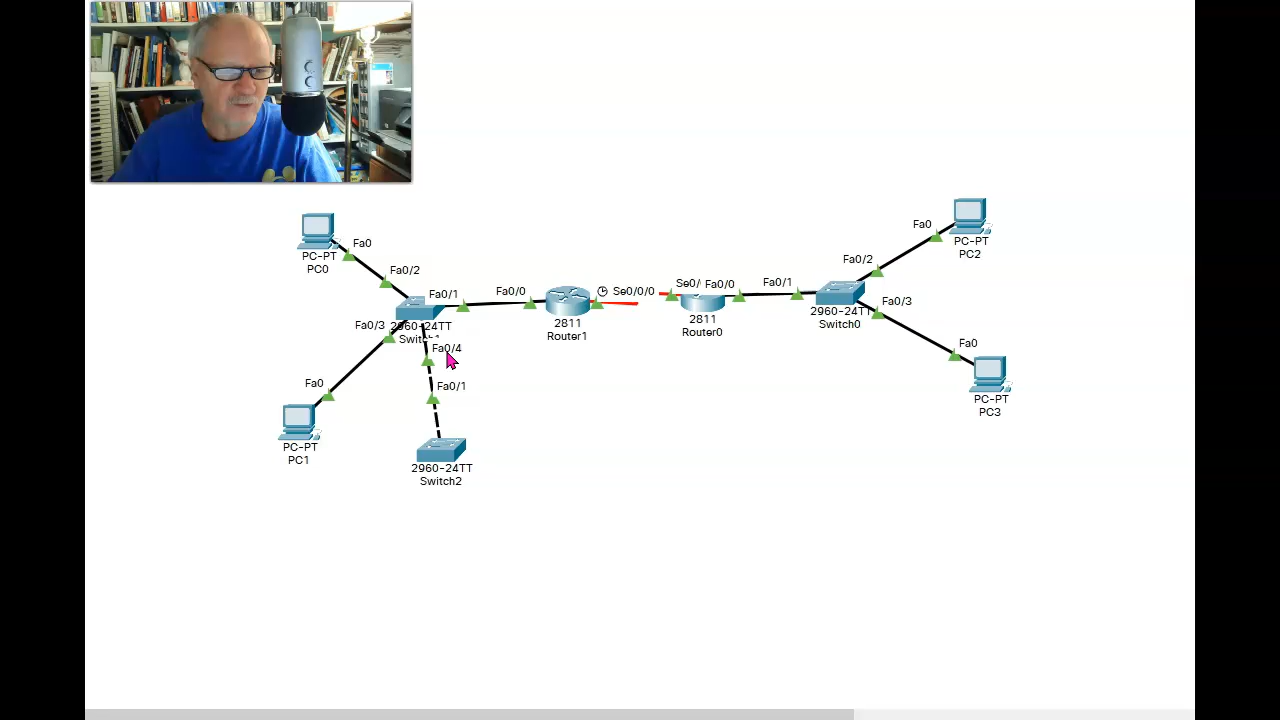 PC-PT
PC0
Fa0
Fa0/2
Fa0/1
Fa0/3
2960-24TT
Fa0/4
Fa0/1
Fa0
PC-PT
PC1
2960-24TT
Switch2
Fa0/0
2811
Router1
Se0/0/0
Se0/
Fa0/0
2811
Router0
Fa0/1
Fa0/2
2960-24TT
Switch0
Fa0/3
Fa0
PC-PT
PC2
Fa0
PC-PT
PC3